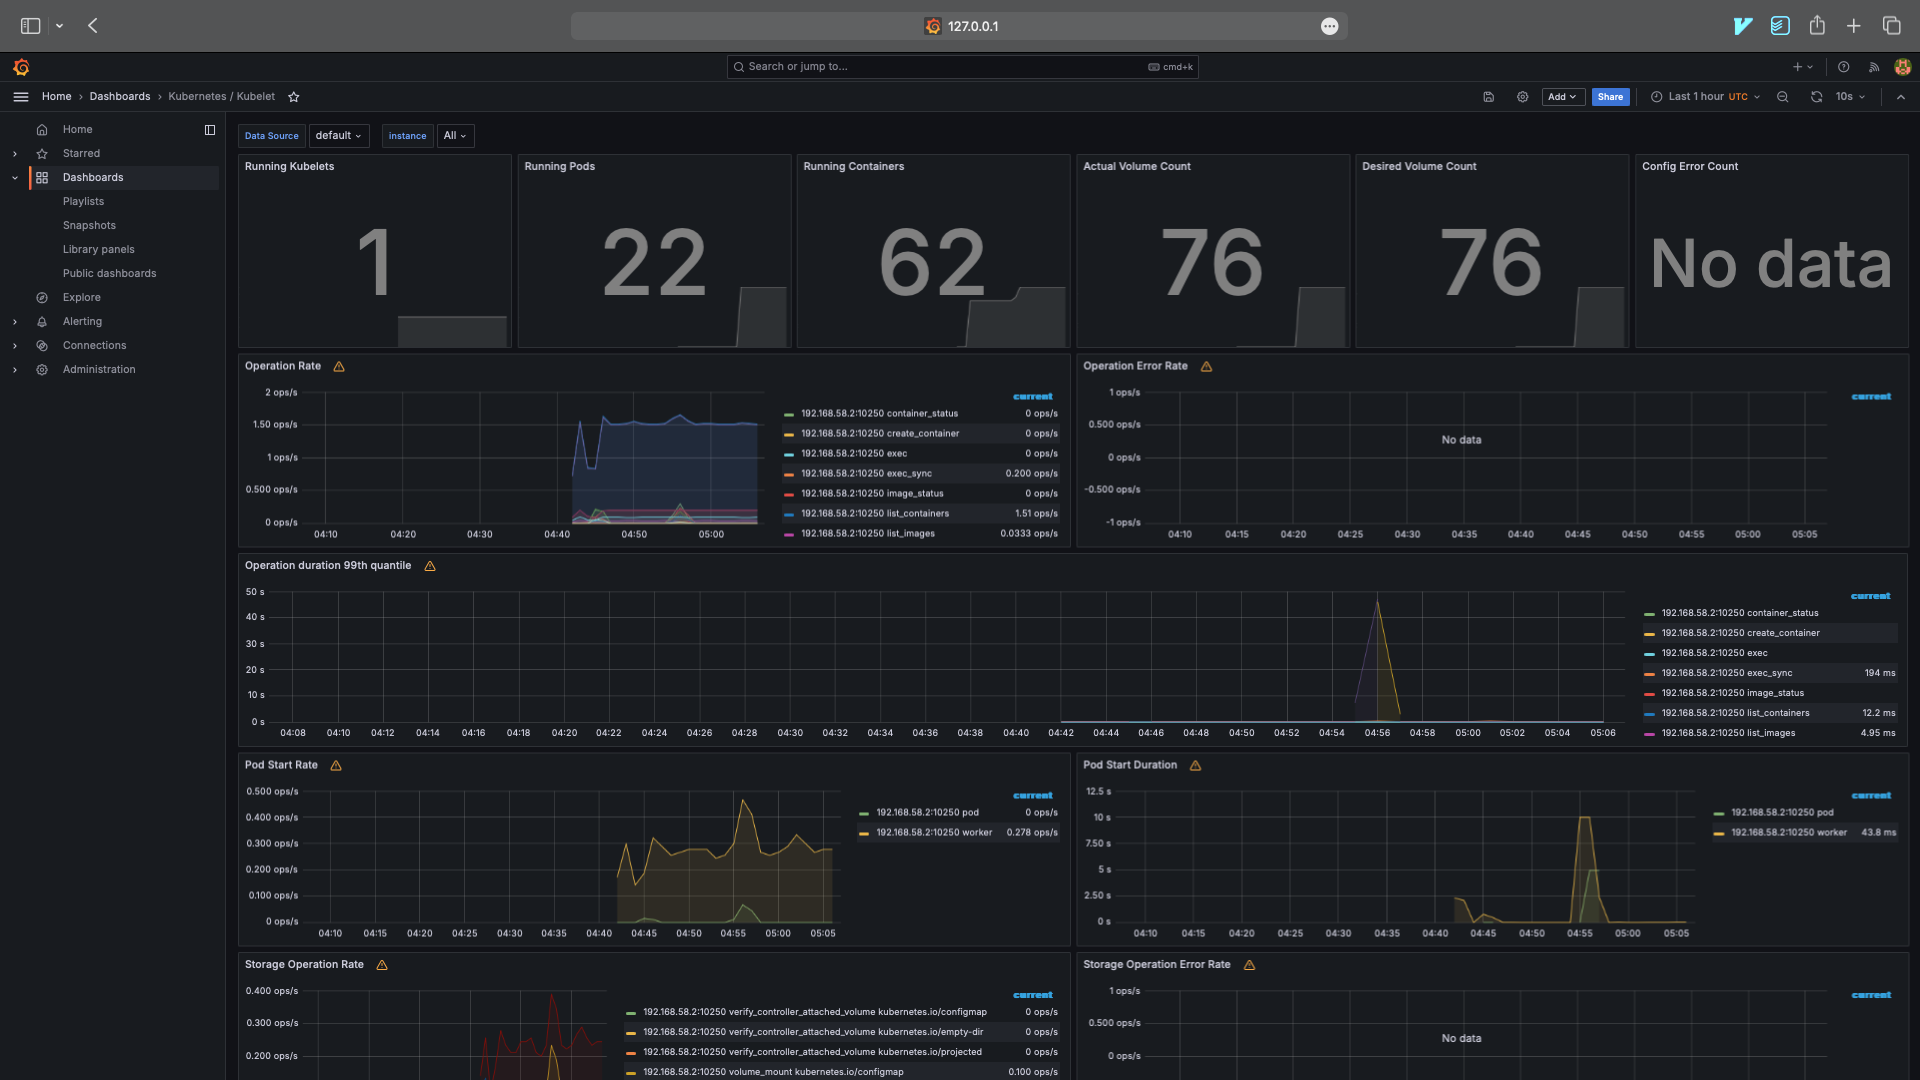 127.0.0.1
Search or jump to... cmd+k
Home › Dashboards › Kubernetes / Kubelet
Add Share Last 1 hour UTC 10s
Home
Starred
Dashboards
Playlists
Snapshots
Library panels
Public dashboards
Explore
Alerting
Connections
Administration
Data Source default instance All
Running Kubelets
1
Running Pods
22
Running Containers
62
Actual Volume Count
76
Desired Volume Count
76
Config Error Count
No data
Operation Rate
2 ops/s
1.50 ops/s
1 ops/s
0.500 ops/s
0 ops/s
04:10 04:20 04:30 04:40 04:50 05:00
current
192.168.58.2:10250 container_status 0 ops/s
192.168.58.2:10250 create_container 0 ops/s
192.168.58.2:10250 exec 0 ops/s
192.168.58.2:10250 exec_sync 0.200 ops/s
192.168.58.2:10250 image_status 0 ops/s
192.168.58.2:10250 list_containers 1.51 ops/s
192.168.58.2:10250 list_images 0.0333 ops/s
Operation Error Rate
1 ops/s
0.500 ops/s
0 ops/s
-0.500 ops/s
-1 ops/s
No data
04:10 04:15 04:20 04:25 04:30 04:35 04:40 04:45 04:50 04:55 05:00 05:05
current
Operation duration 99th quantile
50 s
40 s
30 s
20 s
10 s
0 s
04:08 04:10 04:12 04:14 04:16 04:18 04:20 04:22 04:24 04:26 04:28 04:30 04:32 04:34 04:36 04:38 04:40 04:42 04:44 04:46 04:48 04:50 04:52 04:54 04:56 04:58 05:00 05:02 05:04 05:06
current
192.168.58.2:10250 container_status
192.168.58.2:10250 create_container
192.168.58.2:10250 exec
192.168.58.2:10250 exec_sync 194 ms
192.168.58.2:10250 image_status
192.168.58.2:10250 list_containers 12.2 ms
192.168.58.2:10250 list_images 4.95 ms
Pod Start Rate
0.500 ops/s
0.400 ops/s
0.300 ops/s
0.200 ops/s
0.100 ops/s
0 ops/s
04:10 04:15 04:20 04:25 04:30 04:35 04:40 04:45 04:50 04:55 05:00 05:05
current
192.168.58.2:10250 pod 0 ops/s
192.168.58.2:10250 worker 0.278 ops/s
Pod Start Duration
12.5 s
10 s
7.50 s
5 s
2.50 s
0 s
04:10 04:15 04:20 04:25 04:30 04:35 04:40 04:45 04:50 04:55 05:00 05:05
current
192.168.58.2:10250 pod
192.168.58.2:10250 worker 43.8 ms
Storage Operation Rate
0.400 ops/s
0.300 ops/s
0.200 ops/s
current
192.168.58.2:10250 verify_controller_attached_volume kubernetes.io/configmap 0 ops/s
192.168.58.2:10250 verify_controller_attached_volume kubernetes.io/empty-dir 0 ops/s
192.168.58.2:10250 verify_controller_attached_volume kubernetes.io/projected 0 ops/s
192.168.58.2:10250 volume_mount kubernetes.io/configmap 0.100 ops/s
Storage Operation Error Rate
1 ops/s
0.500 ops/s
0 ops/s
No data
current